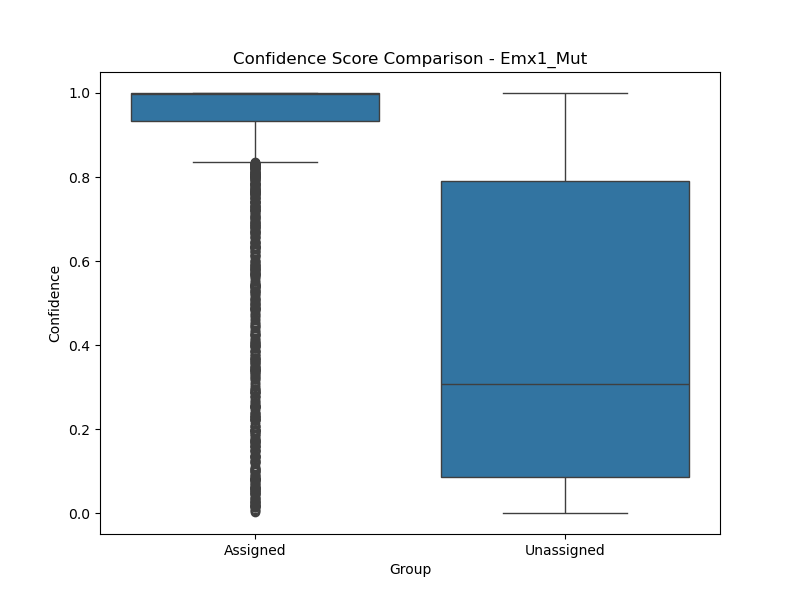 Confidence Score Comparison - Emx1_Mut
1.0
0.8
0.6
0.4
0.2
0.0
Confidence
Assigned
Unassigned
Group